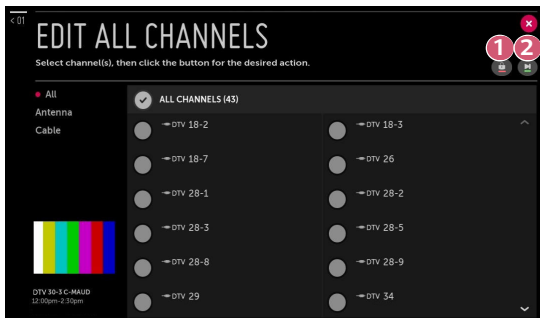 < 01
EDIT ALL CHANNELS
Select channel(s), then click the button for the desired action.
1 2
All
Antenna
Cable
ALL CHANNELS (43)
DTV 18-2
DTV 18-3
DTV 18-7
DTV 26
DTV 28-1
DTV 28-2
DTV 28-3
DTV 28-5
DTV 28-8
DTV 28-9
DTV 29
DTV 34
DTV 30-3 C-MAUD
12:00pm-2:30pm